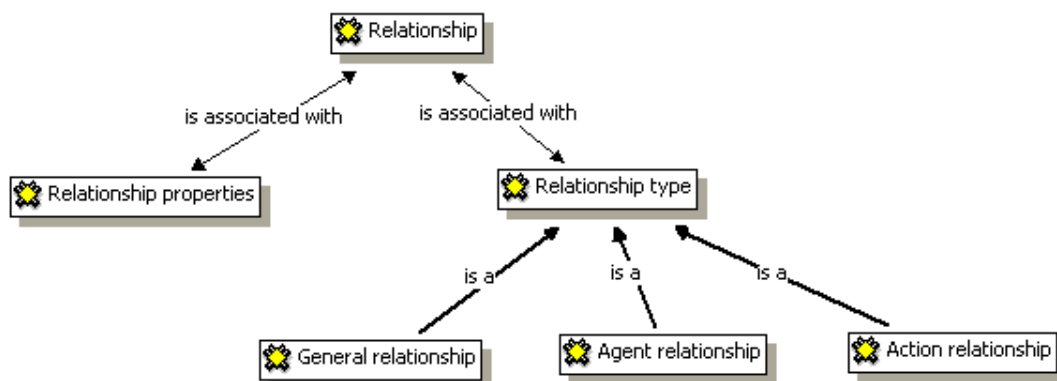 Relationship
is associated with
is associated with
Relationship properties
Relationship type
is a
is a
is a
General relationship
Agent relationship
Action relationship